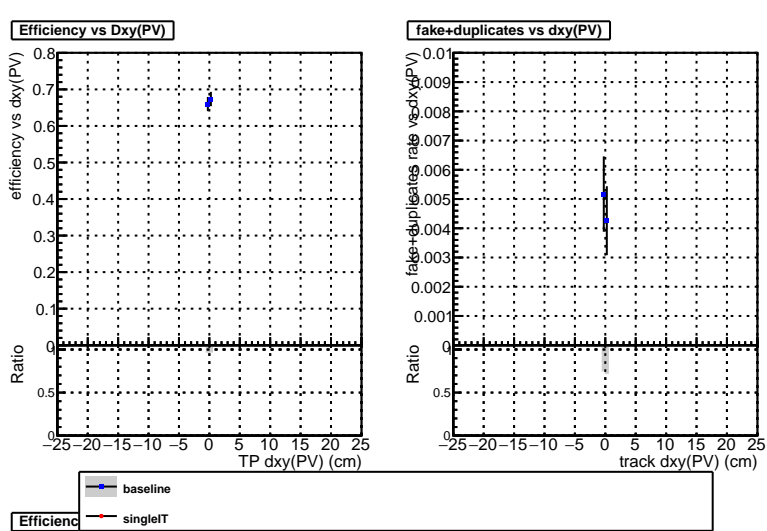 Efficiency vs Dxy(PV)
efficiency vs dxy(PV)
0.8
0.7
0.6
0.5
0.4
0.3
0.2
0.1
0
Ratio
1
0.5
0
−25 −20 −15 −10 −5 0 5 10 15 20 25
TP dxy(PV) (cm)
fake+duplicates vs dxy(PV)
fake+duplicates rate vs dxy(PV)
0.01
0.009
0.008
0.007
0.006
0.005
0.004
0.003
0.002
0.001
0
Ratio
1
0.5
0
−25 −20 −15 −10 −5 0 5 10 15 20 25
track dxy(PV) (cm)
baseline
singleIT
Efficienc